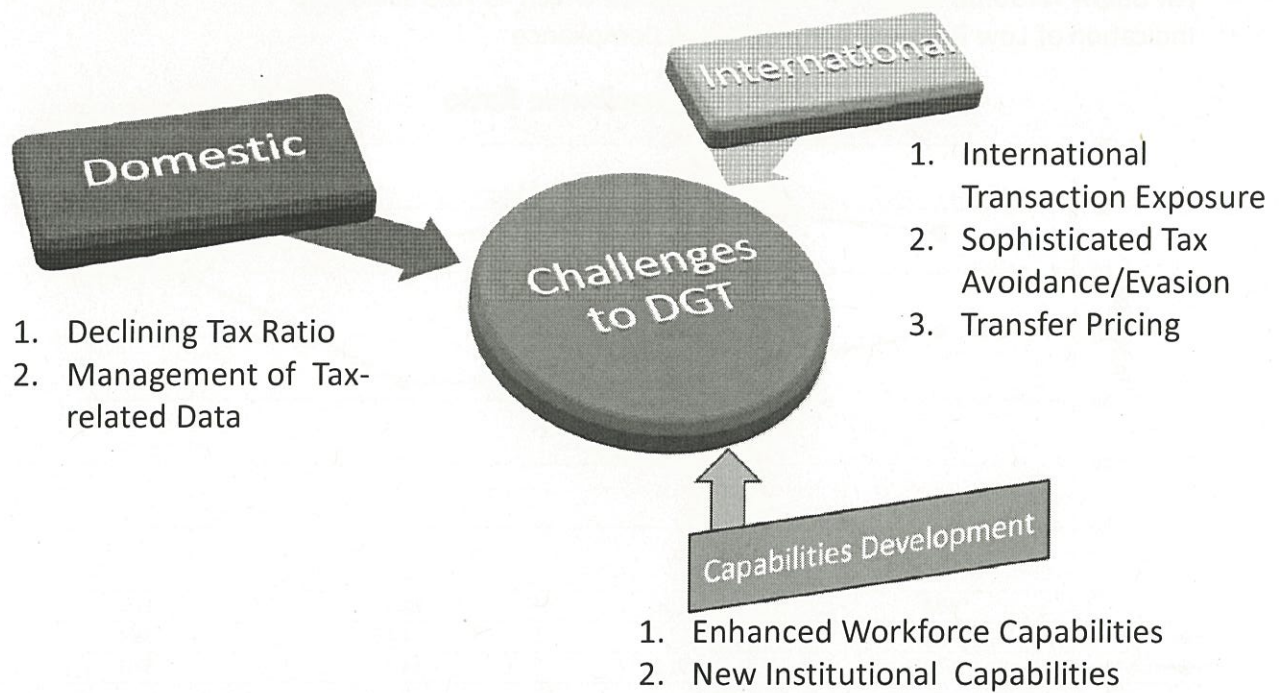 International
Domestic
1. International
Transaction Exposure
2. Sophisticated Tax
Avoidance/Evasion
3. Transfer Pricing
Challenges
to DGT
1. Declining Tax Ratio
2. Management of Tax-
related Data
Capabilities Development
1. Enhanced Workforce Capabilities
2. New Institutional Capabilities